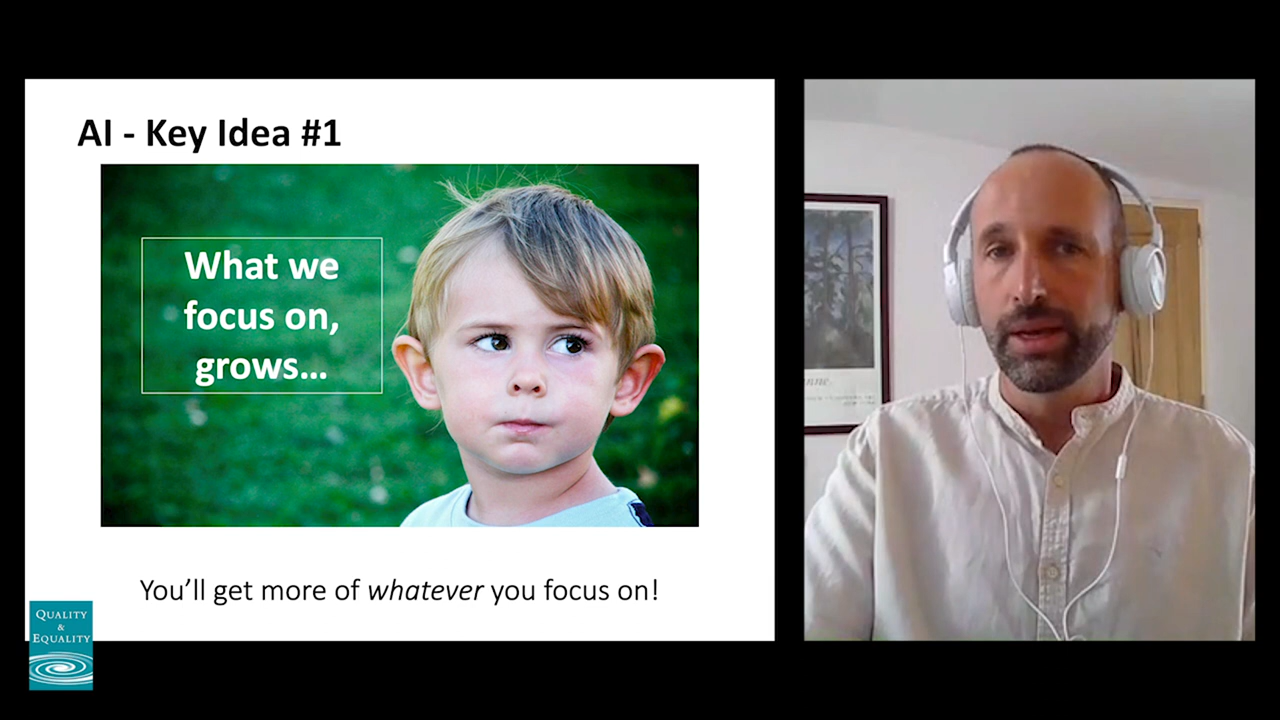 AI - Key Idea #1
What we
focus on,
grows...
You'll get more of whatever you focus on!
QUALITY
&
EQUALITY